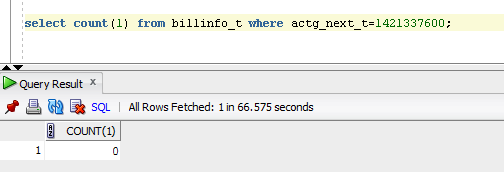 select count(1) from billinfo_t where actg_next_t=1421337600;
Query Result x
SQL | All Rows Fetched: 1 in 66.575 seconds
COUNT(1)
1 0